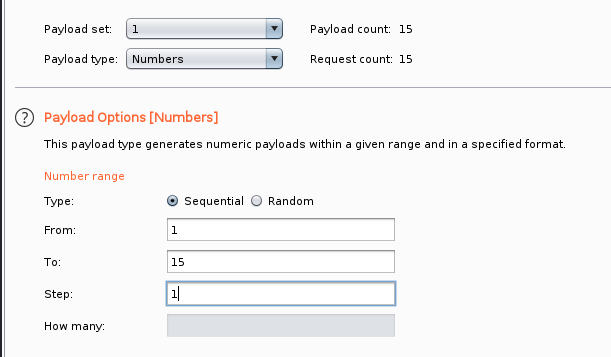 Payload set: 1 Payload count: 15
Payload type: Numbers Request count: 15
? Payload Options [Numbers]
This payload type generates numeric payloads within a given range and in a specified format.
Number range
Type: Sequential Random
From: 1
To: 15
Step: 1
How many: